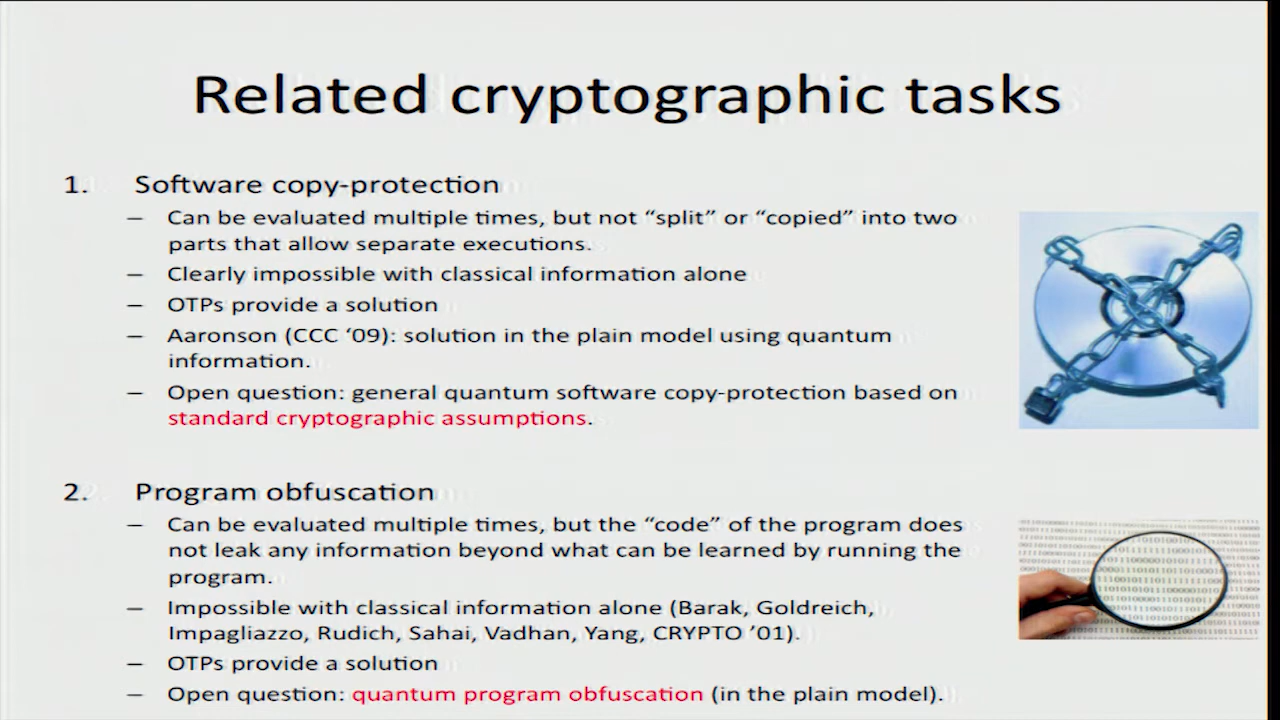 Related cryptographic tasks
1. Software copy-protection
– Can be evaluated multiple times, but not “split” or “copied” into two
parts that allow separate executions.
– Clearly impossible with classical information alone
– OTPs provide a solution
– Aaronson (CCC ‘09): solution in the plain model using quantum
information.
– Open question: general quantum software copy-protection based on
standard cryptographic assumptions.
2. Program obfuscation
– Can be evaluated multiple times, but the “code” of the program does
not leak any information beyond what can be learned by running the
program.
– Impossible with classical information alone (Barak, Goldreich,
Impagliazzo, Rudich, Sahai, Vadhan, Yang, CRYPTO ’01).
– OTPs provide a solution
– Open question: quantum program obfuscation (in the plain model).